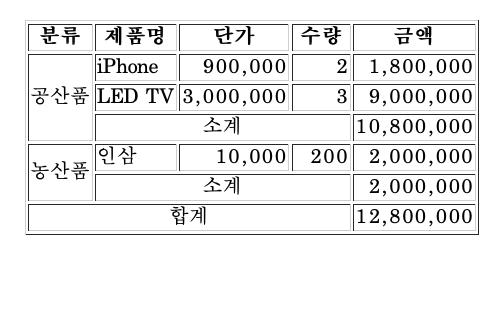 분류 제품명 단가 수량 금액
공산품 iPhone 900,000 2 1,800,000
LED TV 3,000,000 3 9,000,000
소계 10,800,000
농산품 인삼 10,000 200 2,000,000
소계 2,000,000
합계 12,800,000